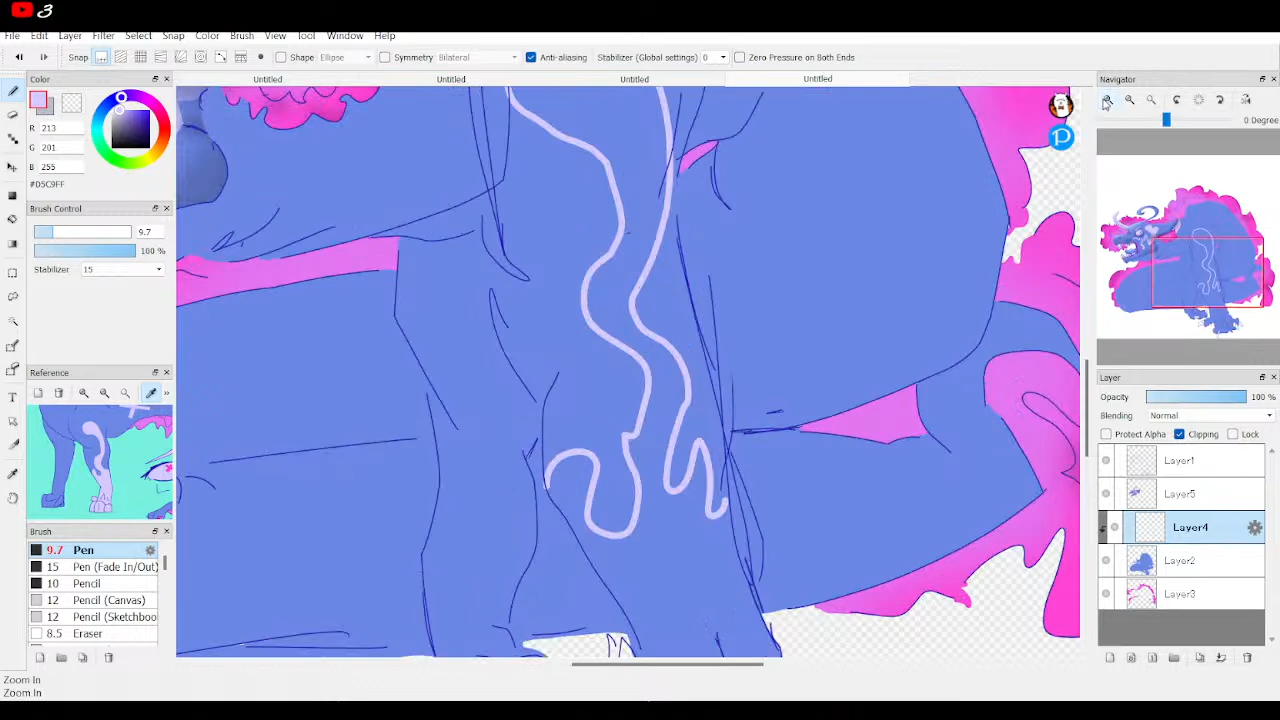 3
File Edit Layer Filter Select Snap Color Brush View Tool Window Help
Snap Shape Ellipse Symmetry Bilateral Anti-aliasing Stabilizer (Global settings) 0 Zero Pressure on Both Ends
Color
Untitled Untitled Untitled Untitled
Navigator
R 213
G 201
B 255
#D5C9FF
0 Degree
Brush Control
9.7
100 %
Stabilizer 15
Reference
Layer
Opacity 100 %
Blending Normal
Protect Alpha Clipping Lock
Layer1
Layer5
Layer4
Layer2
Layer3
Brush
9.7 Pen
15 Pen (Fade In/Out)
10 Pencil
12 Pencil (Canvas)
12 Pencil (Sketchboo
8.5 Eraser
Zoom In
Zoom In